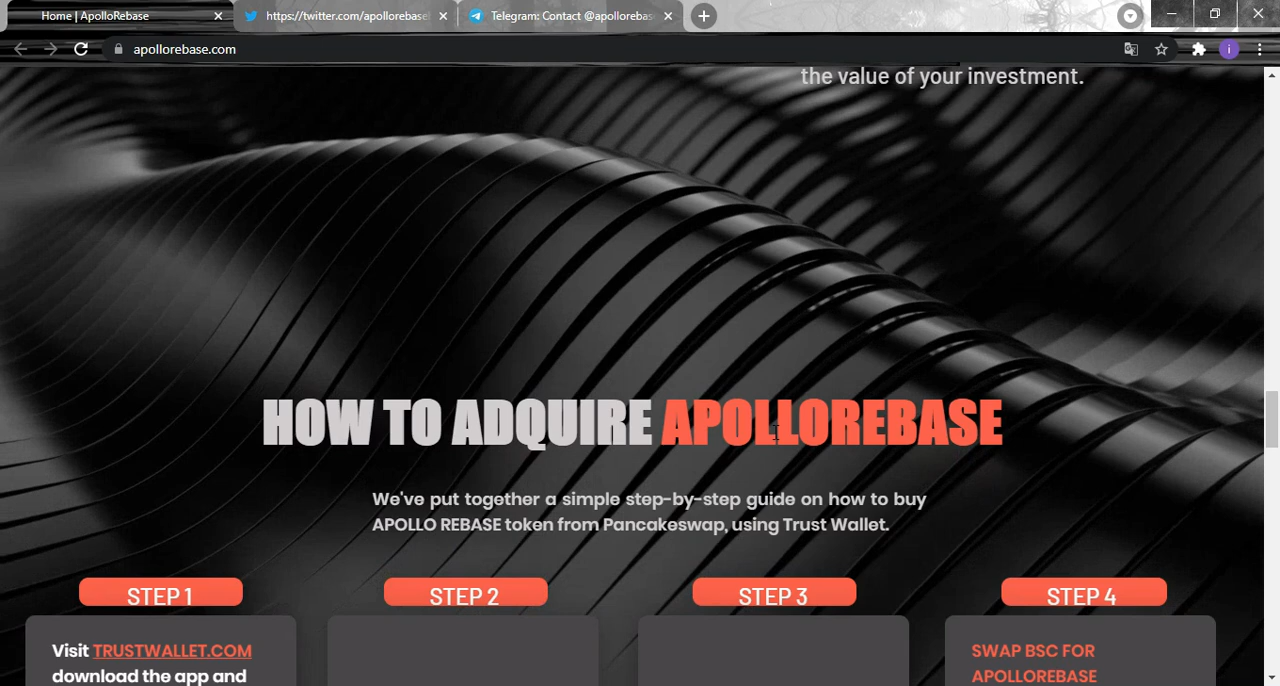 Home | ApolloRebase
https://twitter.com/apollorebase
Telegram: Contact @apollorebas
apollorebase.com
i
the value of your investment.
HOW TO ADQUIRE APOLLOREBASE
We've put together a simple step-by-step guide on how to buy
APOLLO REBASE token from Pancakeswap, using Trust Wallet.
STEP 1
STEP 2
STEP 3
STEP 4
Visit TRUSTWALLET.COM
download the app and
SWAP BSC FOR
APOLLOREBASE